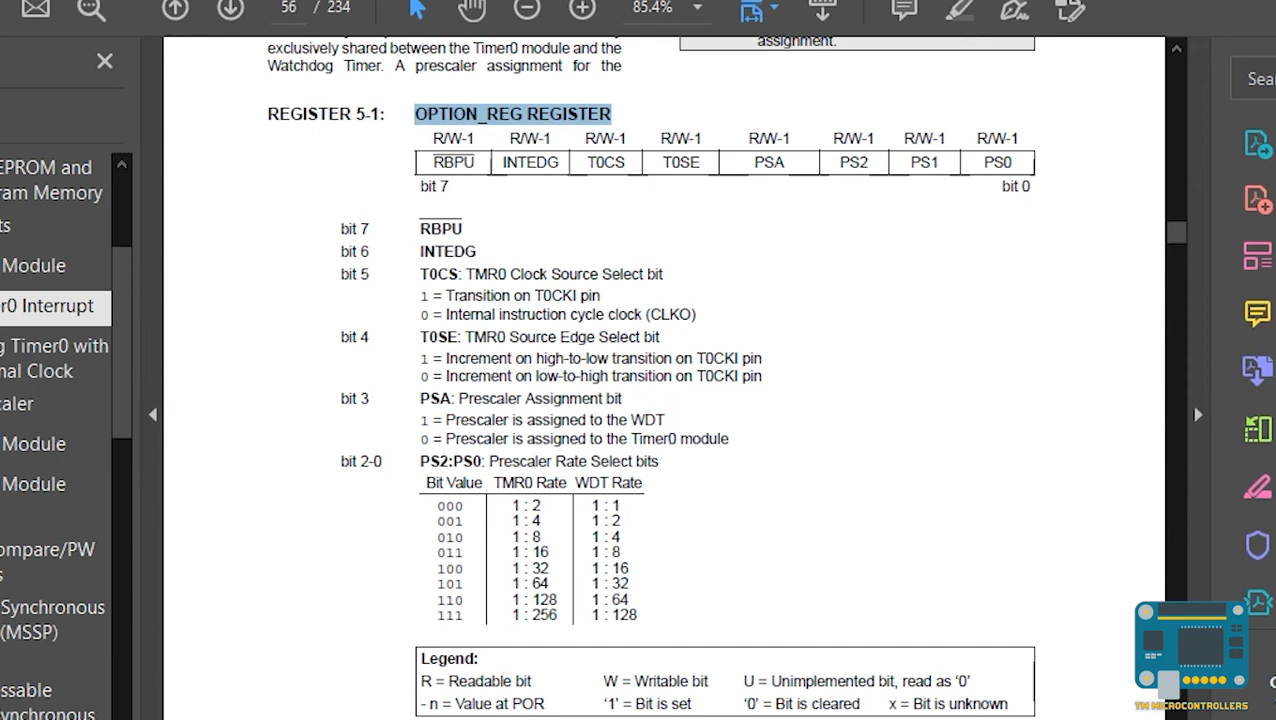 56 / 234 85.4%
exclusively shared between the Timer0 module and the
Watchdog Timer. A prescaler assignment for the
assignment.
REGISTER 5-1: OPTION_REG REGISTER
R/W-1 R/W-1 R/W-1 R/W-1 R/W-1 R/W-1 R/W-1 R/W-1
RBPU INTEDG T0CS T0SE PSA PS2 PS1 PS0
bit 7 bit 0
bit 7 RBPU
bit 6 INTEDG
bit 5 T0CS: TMR0 Clock Source Select bit
1 = Transition on T0CKI pin
0 = Internal instruction cycle clock (CLKO)
bit 4 T0SE: TMR0 Source Edge Select bit
1 = Increment on high-to-low transition on T0CKI pin
0 = Increment on low-to-high transition on T0CKI pin
bit 3 PSA: Prescaler Assignment bit
1 = Prescaler is assigned to the WDT
0 = Prescaler is assigned to the Timer0 module
bit 2-0 PS2:PS0: Prescaler Rate Select bits
Bit Value TMR0 Rate WDT Rate
000 1 : 2 1 : 1
001 1 : 4 1 : 2
010 1 : 8 1 : 4
011 1 : 16 1 : 8
100 1 : 32 1 : 16
101 1 : 64 1 : 32
110 1 : 128 1 : 64
111 1 : 256 1 : 128
Legend:
R = Readable bit W = Writable bit U = Unimplemented bit, read as ‘0’
- n = Value at POR ‘1’ = Bit is set ‘0’ = Bit is cleared x = Bit is unknown
EPROM and
Memory
Module
Interrupt
Timer0 with
Clock
Module
Module
Synchronous
(MSSP)
TM MICROCONTROLLERS